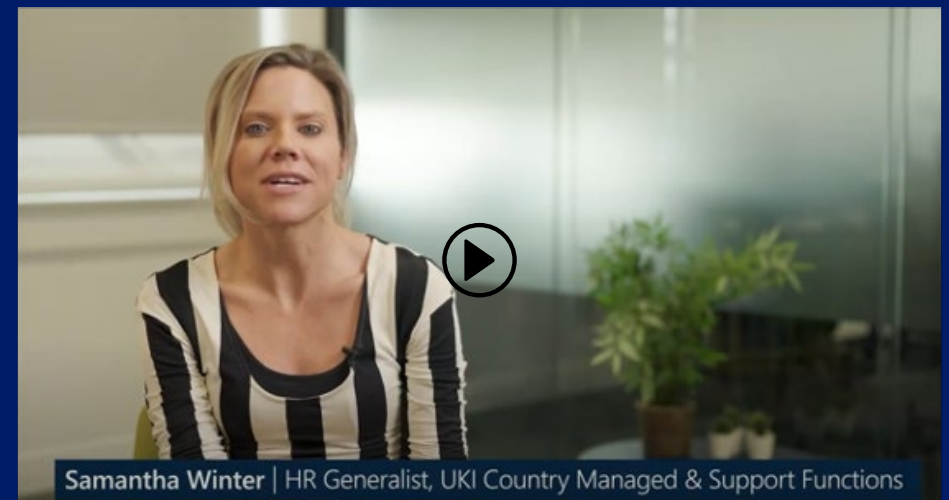 Samantha Winter | HR Generalist, UKI Country Managed & Support Functions